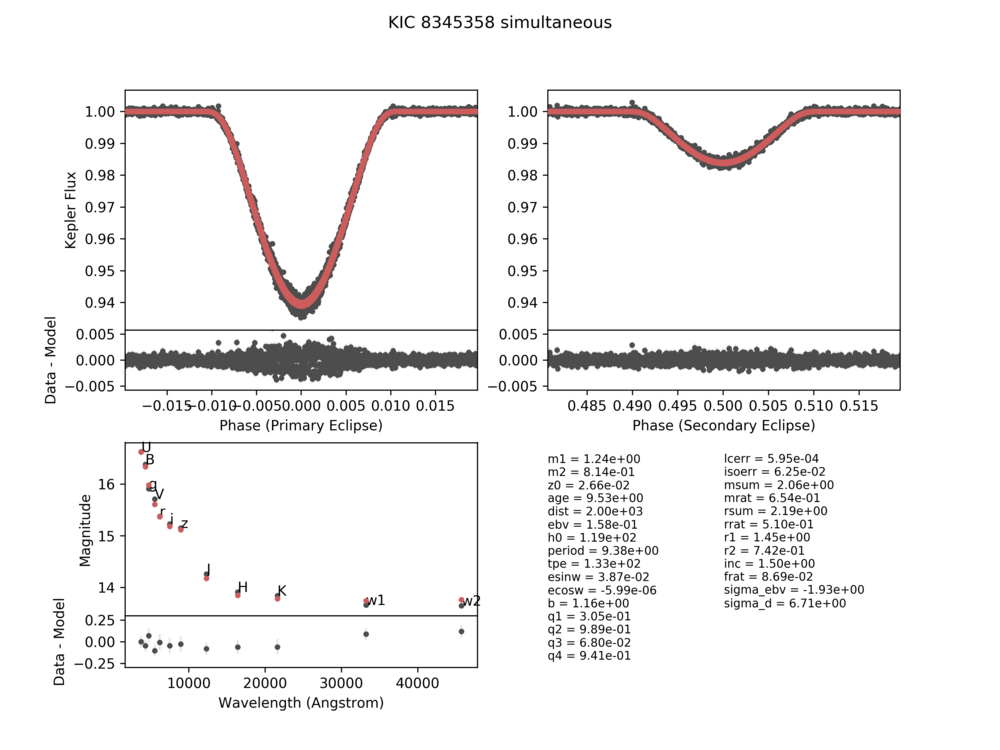 KIC 8345358 simultaneous
1.00
0.99
0.98
0.97
0.96
0.95
0.94
Kepler Flux
0.005
0.000
−0.005
Data - Model
−0.015 −0.010 −0.005 0.000 0.005 0.010 0.015
Phase (Primary Eclipse)
1.00
0.99
0.98
0.97
0.96
0.95
0.94
0.005
0.000
−0.005
0.485 0.490 0.495 0.500 0.505 0.510 0.515
Phase (Secondary Eclipse)
16
15
14
Magnitude
U
B
g
V
r
i
z
J
H
K
w1
w2
0.25
0.00
−0.25
Data - Model
10000 20000 30000 40000
Wavelength (Angstrom)
m1 = 1.24e+00
m2 = 8.14e-01
z0 = 2.66e-02
age = 9.53e+00
dist = 2.00e+03
ebv = 1.58e-01
h0 = 1.19e+02
period = 9.38e+00
tpe = 1.33e+02
esinw = 3.87e-02
ecosw = -5.99e-06
b = 1.16e+00
q1 = 3.05e-01
q2 = 9.89e-01
q3 = 6.80e-02
q4 = 9.41e-01
lcerr = 5.95e-04
isoerr = 6.25e-02
msum = 2.06e+00
mrat = 6.54e-01
rsum = 2.19e+00
rrat = 5.10e-01
r1 = 1.45e+00
r2 = 7.42e-01
inc = 1.50e+00
frat = 8.69e-02
sigma_ebv = -1.93e+00
sigma_d = 6.71e+00